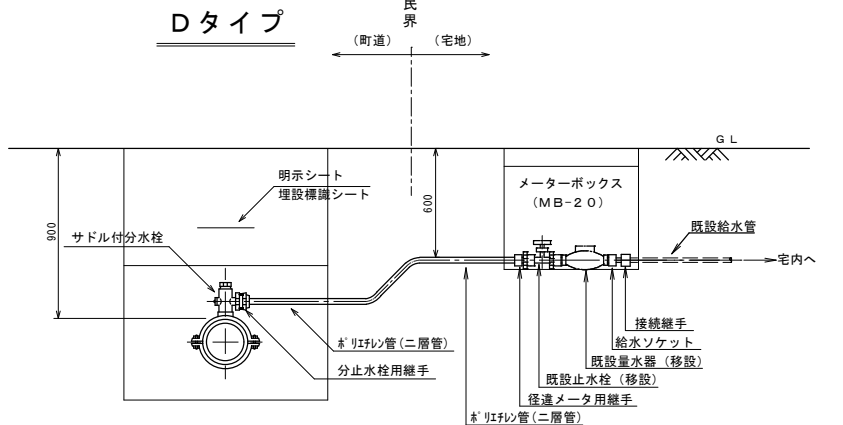 Dタイプ
民
界
(町道)
(宅地)
GL
明示シート
埋設標識シート
メーターボックス
(MB-20)
900
600
サドル付分水栓
既設給水管
宅内へ
ﾎﾟﾘｴﾁﾚﾝ管(二層管)
分止水栓用継手
接続継手
給水ソケット
既設量水器(移設)
既設止水栓(移設)
径違メータ用継手
ﾎﾟﾘｴﾁﾚﾝ管(二層管)